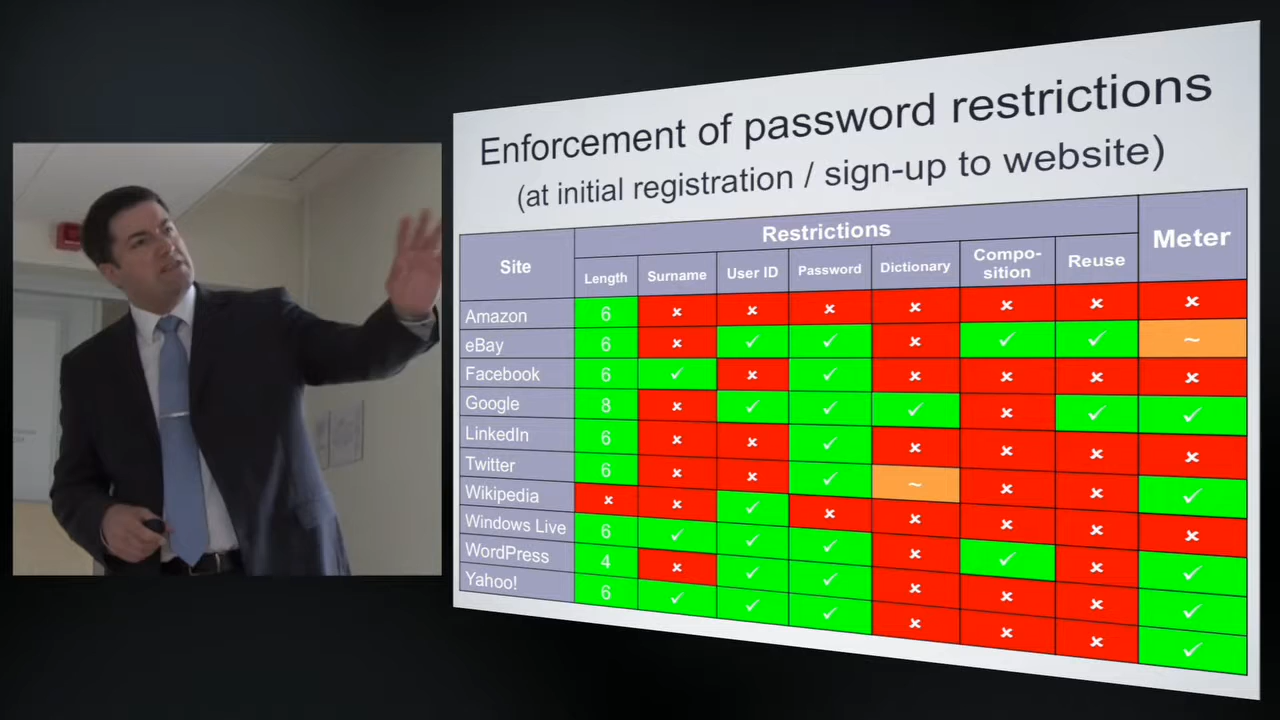 Enforcement of password restrictions
(at initial registration / sign-up to website)
Site Restrictions Meter
Length Surname User ID Password Dictionary Compo-sition Reuse
Amazon 6 × × × × × × ×
eBay 6 × ✓ ✓ × ✓ ✓ ~
Facebook 6 ✓ × ✓ × × × ×
Google 8 × ✓ ✓ ✓ × ✓ ✓
LinkedIn 6 × × ✓ × × × ×
Twitter 6 × × ✓ ~ × × ✓
Wikipedia × × ✓ × × × × ×
Windows Live 6 ✓ ✓ ✓ × ✓ × ✓
WordPress 4 × ✓ ✓ × × × ✓
Yahoo! 6 ✓ ✓ ✓ × × × ✓